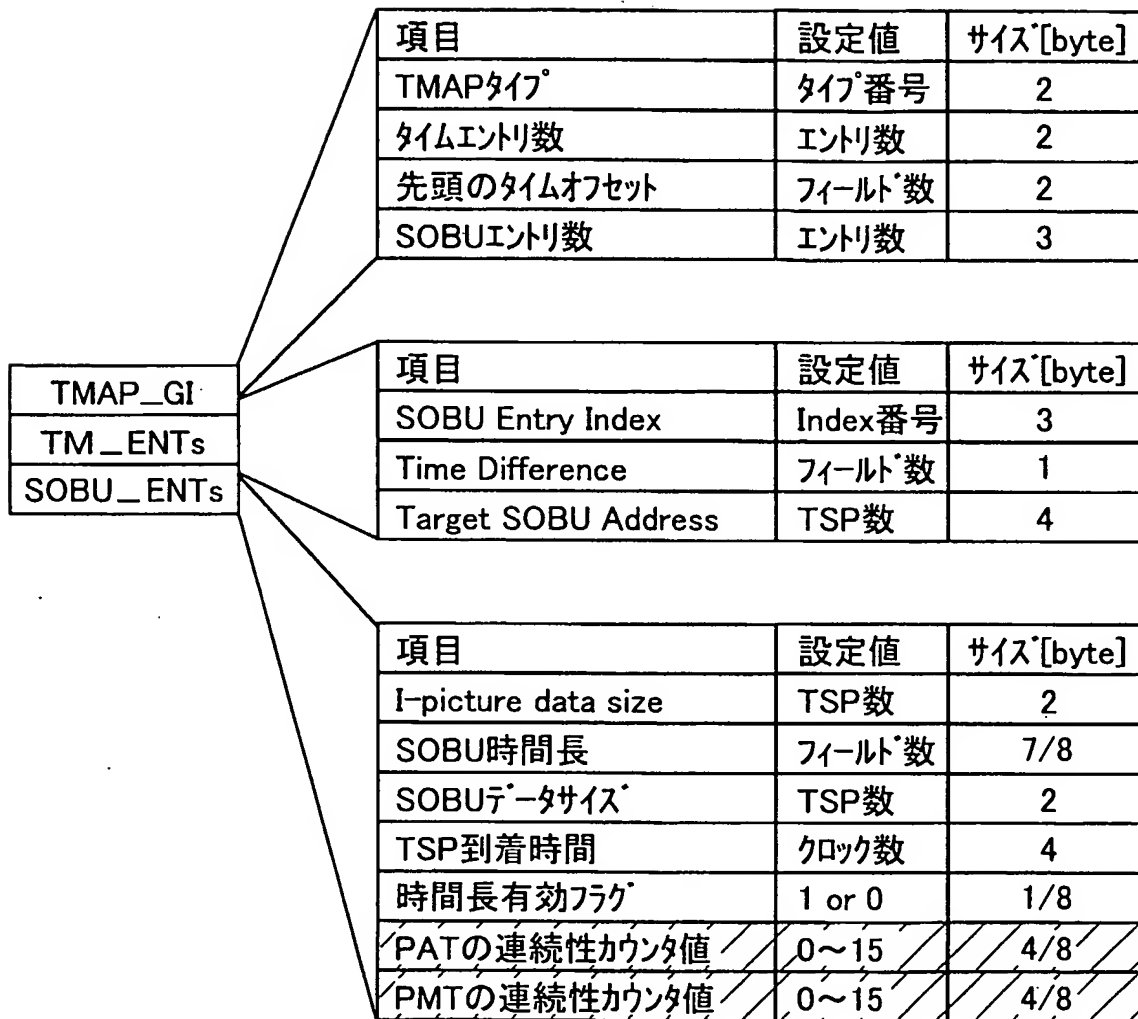 項目 設定値 サイズ[byte]
TMAPタイプ タイプ番号 2
タイムエントリ数 エントリ数 2
先頭のタイムオフセット フィールド数 2
SOBUエントリ数 エントリ数 3
TMAP_GI
TM_ENTs
SOBU_ENTs
項目 設定値 サイズ[byte]
SOBU Entry Index Index番号 3
Time Difference フィールド数 1
Target SOBU Address TSP数 4
項目 設定値 サイズ[byte]
I-picture data size TSP数 2
SOBU時間長 フィールド数 7/8
SOBUデータサイズ TSP数 2
TSP到着時間 クロック数 4
時間長有効フラグ 1 or 0 1/8
PATの連続性カウンタ値 0〜15 4/8
PMTの連続性カウンタ値 0〜15 4/8